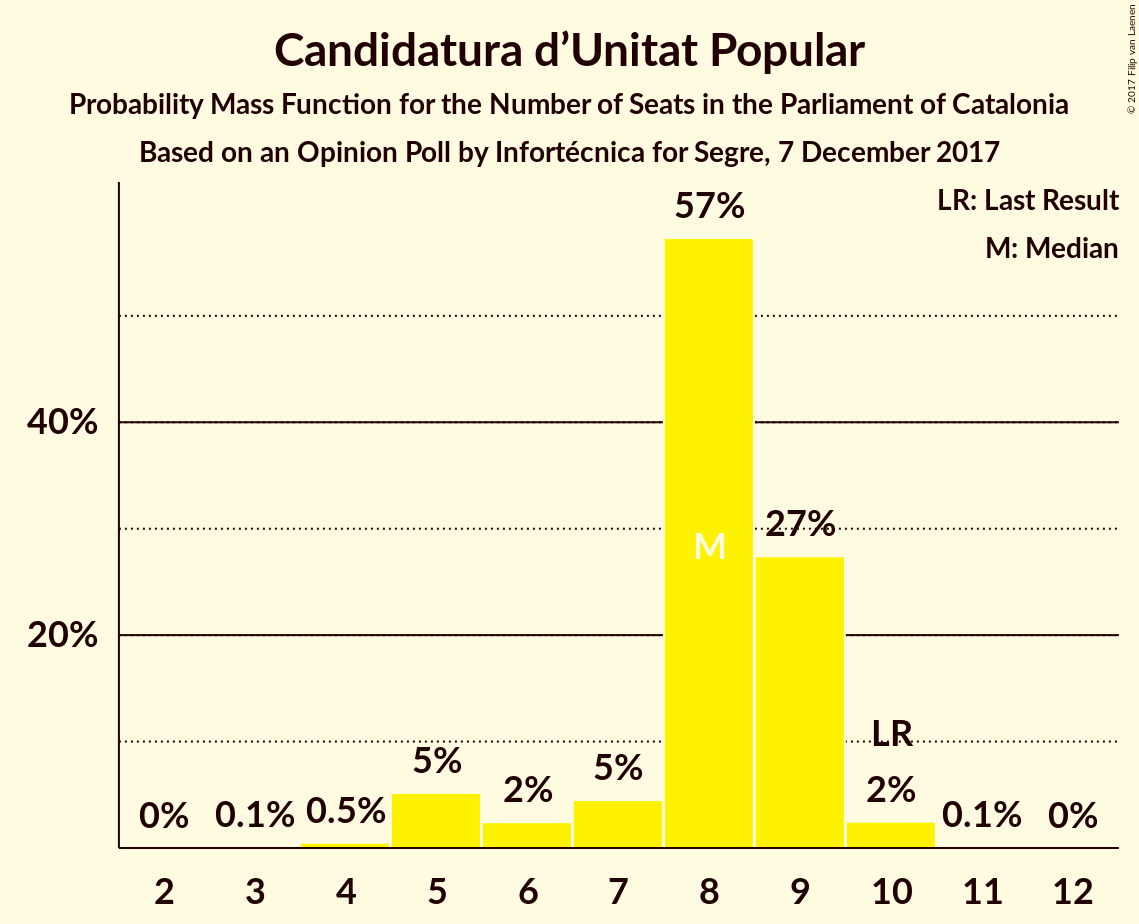 Candidatura d’Unitat Popular
Probability Mass Function for the Number of Seats in the Parliament of Catalonia
Based on an Opinion Poll by Infortécnica for Segre, 7 December 2017
© 2017 Filip van Laenen
LR: Last Result
M: Median
57%
40%
M
27%
20%
LR
5%
5%
2%
2%
0%
0.1%
0.5%
0.1%
0%
2 3 4 5 6 7 8 9 10 11 12